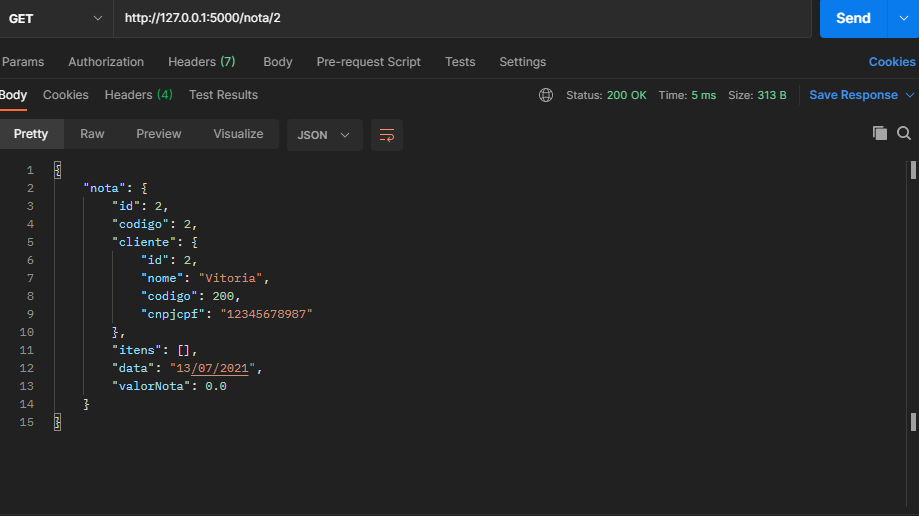 GET http://127.0.0.1:5000/nota/2 Send
Params Authorization Headers (7) Body Pre-request Script Tests Settings Cookies
Body Cookies Headers (4) Test Results Status: 200 OK Time: 5 ms Size: 313 B Save Response
Pretty Raw Preview Visualize JSON
1 {
2 "nota": {
3 "id": 2,
4 "codigo": 2,
5 "cliente": {
6 "id": 2,
7 "nome": "Vitoria",
8 "codigo": 200,
9 "cnpjcpf": "12345678987"
10 },
11 "itens": [],
12 "data": "13/07/2021",
13 "valorNota": 0.0
14 }
15 }